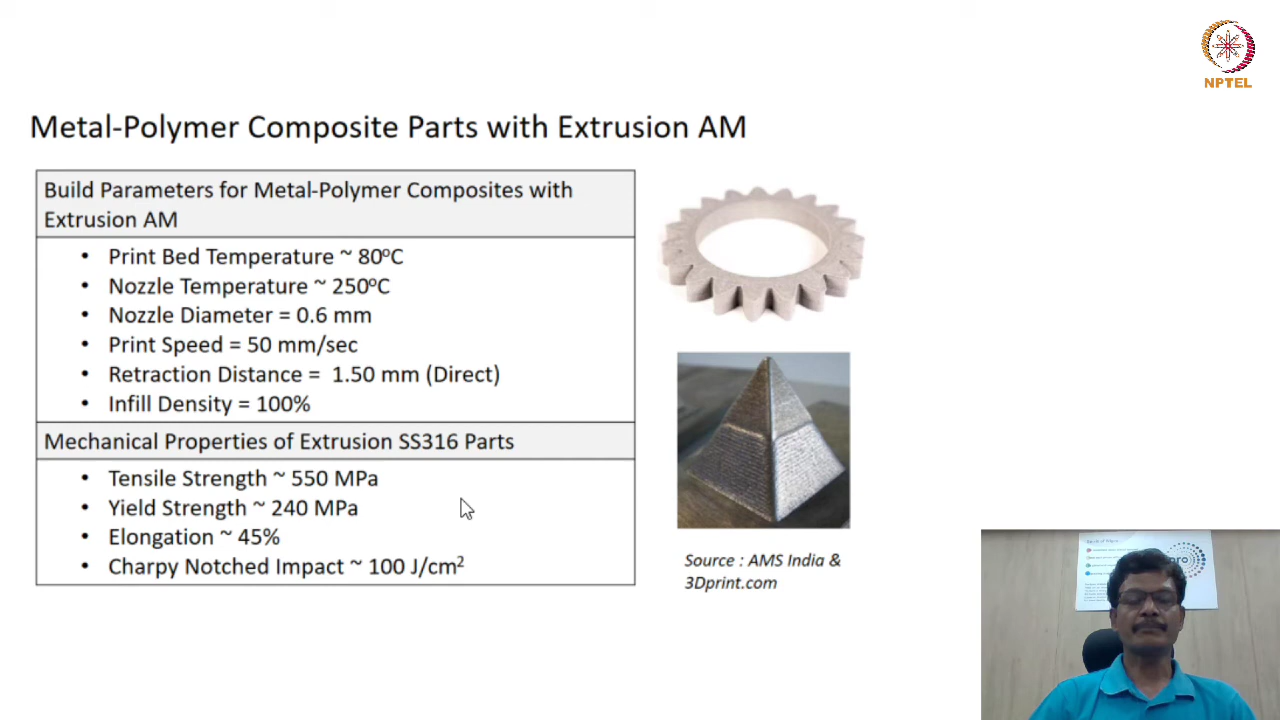 NPTEL
Metal-Polymer Composite Parts with Extrusion AM
Build Parameters for Metal-Polymer Composites with
Extrusion AM
• Print Bed Temperature ~ 80°C
• Nozzle Temperature ~ 250°C
• Nozzle Diameter = 0.6 mm
• Print Speed = 50 mm/sec
• Retraction Distance = 1.50 mm (Direct)
• Infill Density = 100%
Mechanical Properties of Extrusion SS316 Parts
• Tensile Strength ~ 550 MPa
• Yield Strength ~ 240 MPa
• Elongation ~ 45%
• Charpy Notched Impact ~ 100 J/cm²
Source : AMS India &
3Dprint.com